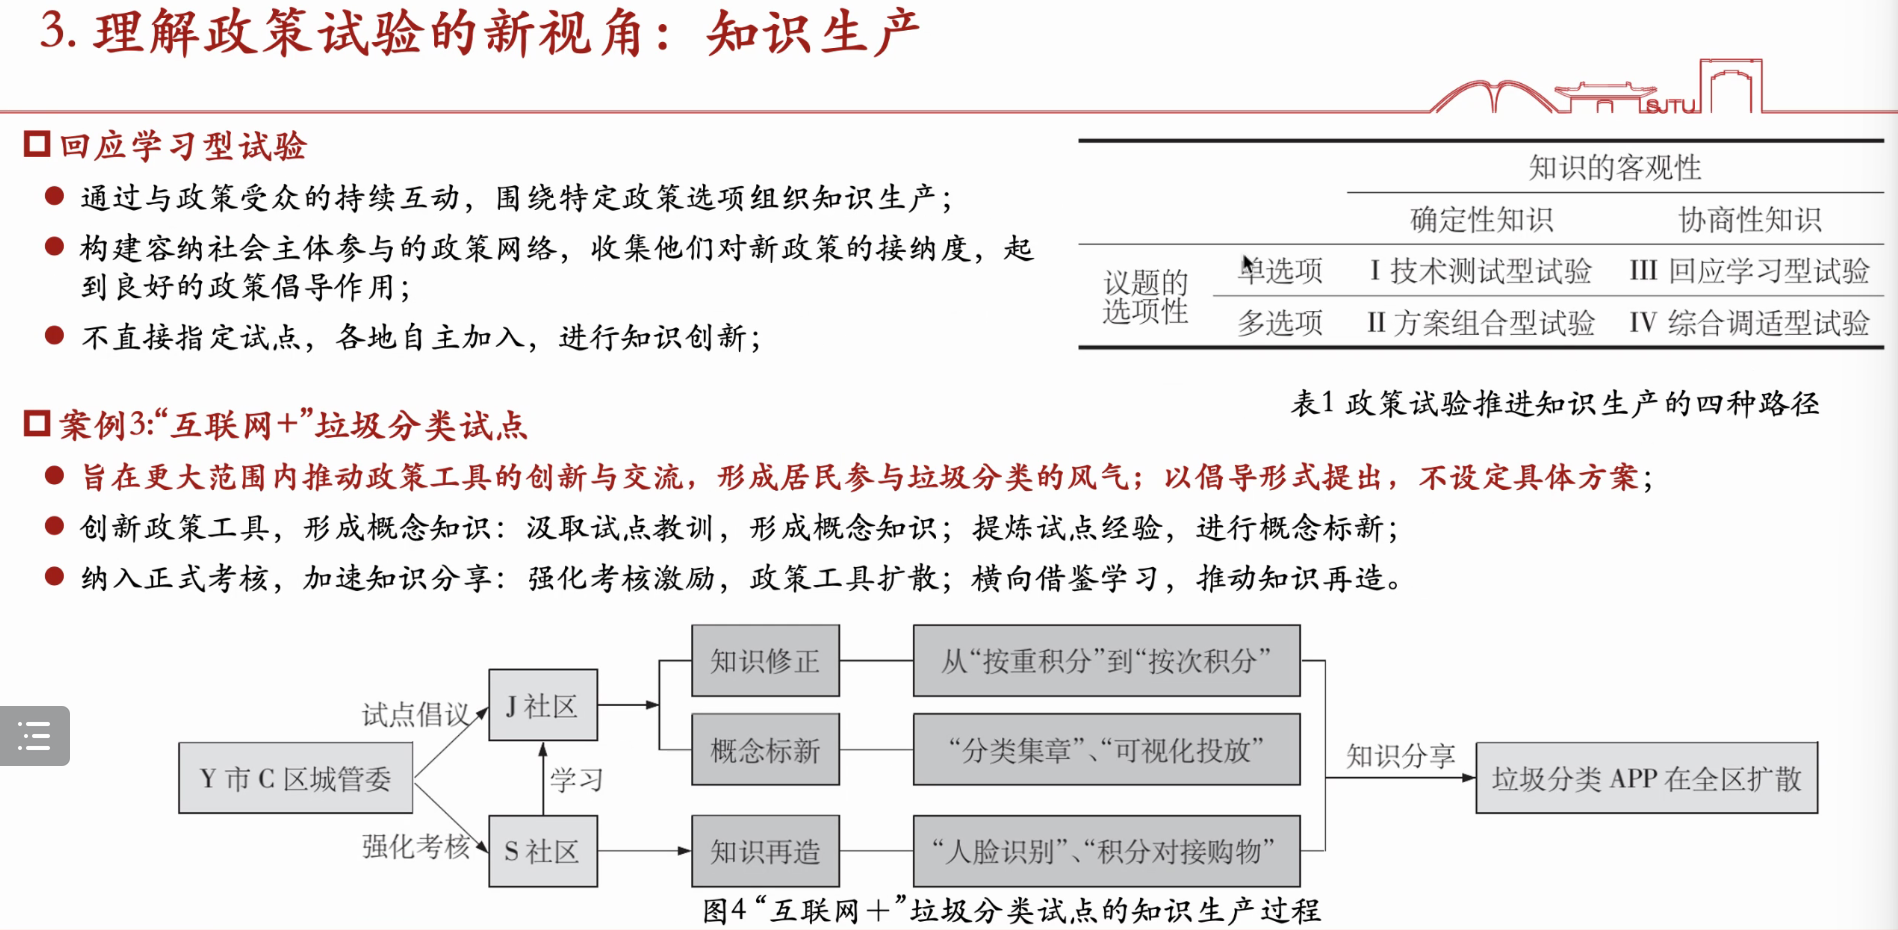 3. 理解政策试验的新视角：知识生产
SJTU
回应学习型试验
通过与政策受众的持续互动，围绕特定政策选项组织知识生产；
构建容纳社会主体参与的政策网络，收集他们对新政策的接纳度，起
到良好的政策倡导作用；
不直接指定试点，各地自主加入，进行知识创新；
知识的客观性
确定性知识 协商性知识
议题的
选项性
单选项 I 技术测试型试验 III 回应学习型试验
多选项 II 方案组合型试验 IV 综合调适型试验
表1 政策试验推进知识生产的四种路径
案例3:“互联网+”垃圾分类试点
旨在更大范围内推动政策工具的创新与交流，形成居民参与垃圾分类的风气；以倡导形式提出，不设定具体方案；
创新政策工具，形成概念知识：汲取试点教训，形成概念知识；提炼试点经验，进行概念标新；
纳入正式考核，加速知识分享：强化考核激励，政策工具扩散；横向借鉴学习，推动知识再造。
Y 市 C 区城管委
试点倡议
强化考核
J 社区
学习
S 社区
知识修正
从“按重积分”到“按次积分”
概念标新
“分类集章”、“可视化投放”
知识再造
“人脸识别”、“积分对接购物”
知识分享
垃圾分类 APP 在全区扩散
图4 “互联网＋”垃圾分类试点的知识生产过程